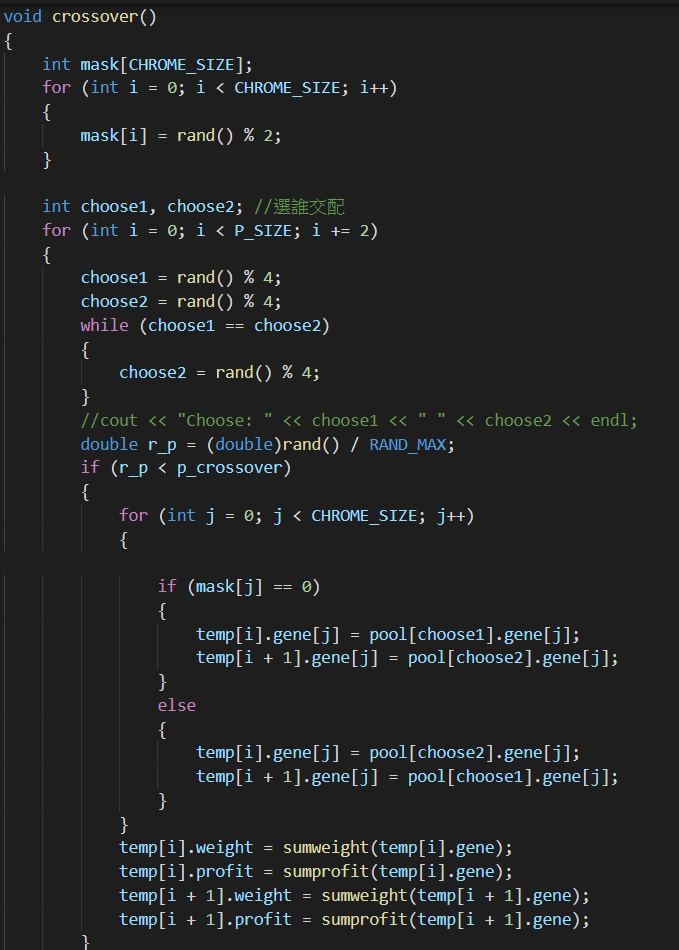 void crossover()
{
    int mask[CHROME_SIZE];
    for (int i = 0; i < CHROME_SIZE; i++)
    {
        mask[i] = rand() % 2;
    }

    int choose1, choose2; //選誰交配
    for (int i = 0; i < P_SIZE; i += 2)
    {
        choose1 = rand() % 4;
        choose2 = rand() % 4;
        while (choose1 == choose2)
        {
            choose2 = rand() % 4;
        }
        //cout << "Choose: " << choose1 << " " << choose2 << endl;
        double r_p = (double)rand() / RAND_MAX;
        if (r_p < p_crossover)
        {
            for (int j = 0; j < CHROME_SIZE; j++)
            {

                if (mask[j] == 0)
                {
                    temp[i].gene[j] = pool[choose1].gene[j];
                    temp[i + 1].gene[j] = pool[choose2].gene[j];
                }
                else
                {
                    temp[i].gene[j] = pool[choose2].gene[j];
                    temp[i + 1].gene[j] = pool[choose1].gene[j];
                }
            }
            temp[i].weight = sumweight(temp[i].gene);
            temp[i].profit = sumprofit(temp[i].gene);
            temp[i + 1].weight = sumweight(temp[i + 1].gene);
            temp[i + 1].profit = sumprofit(temp[i + 1].gene);
        }